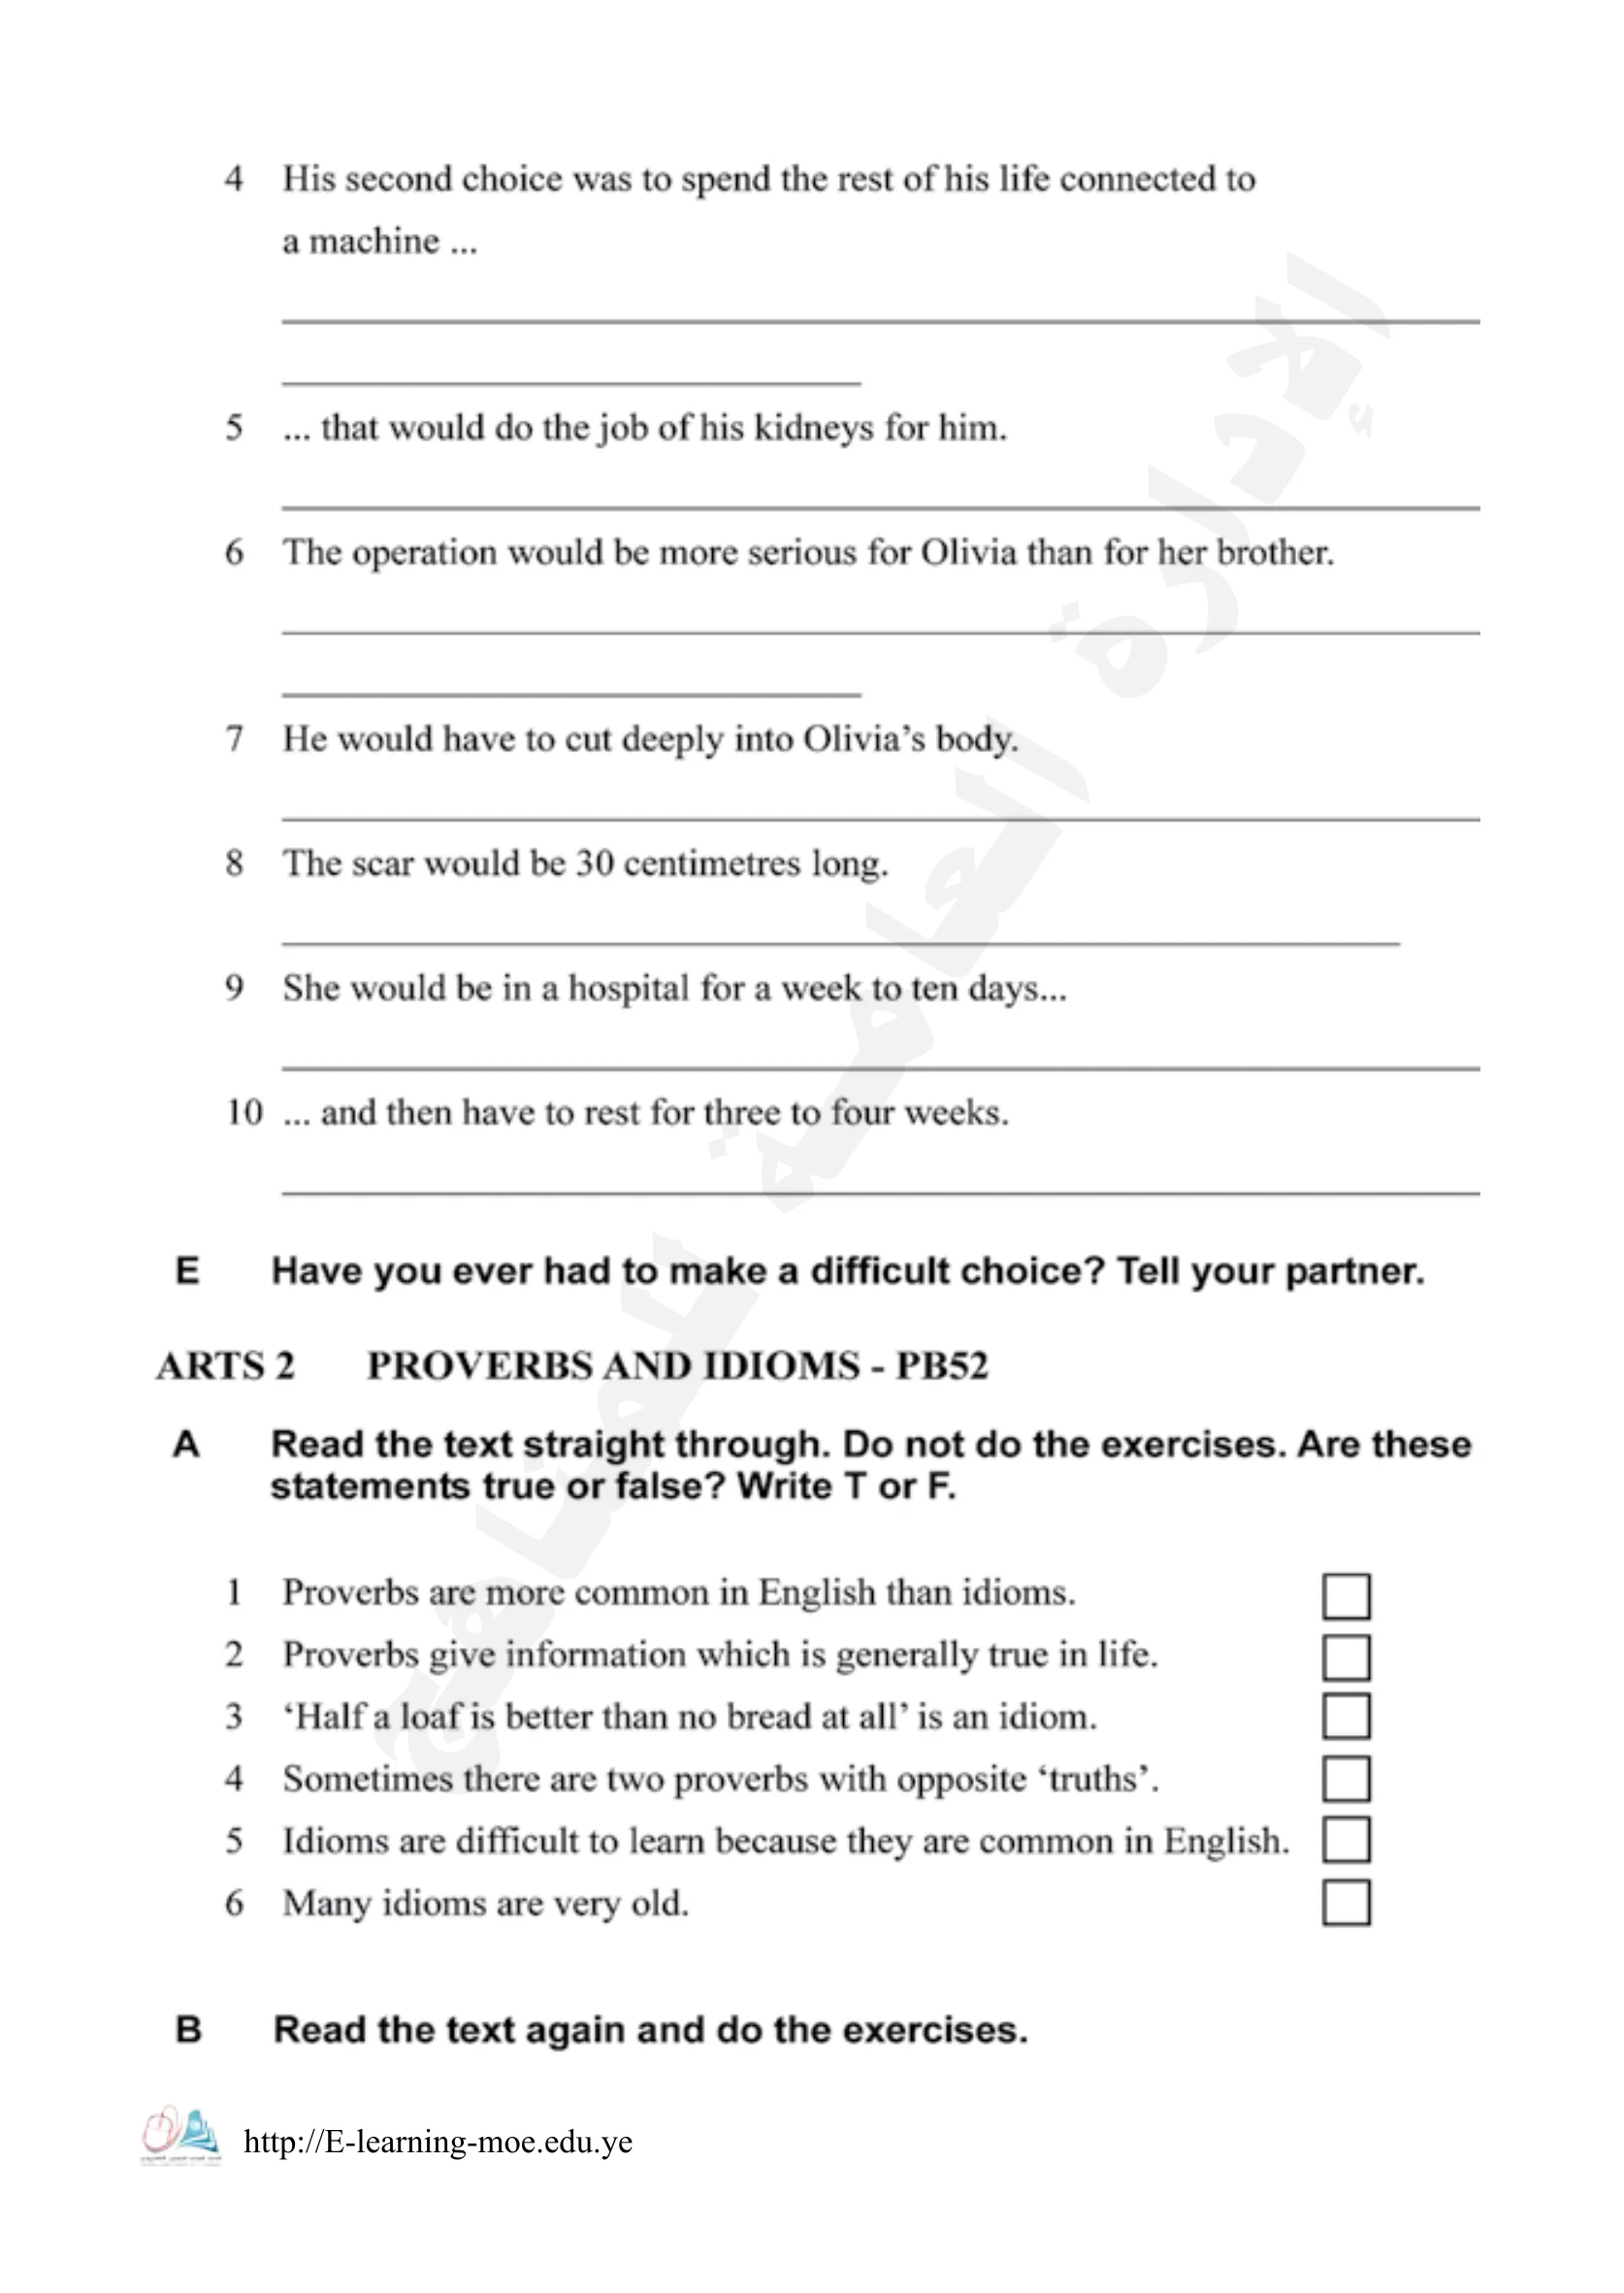 4 His second choice was to spend the rest of his life connected to
a machine ...
5 ... that would do the job of his kidneys for him.
6 The operation would be more serious for Olivia than for her brother.
7 He would have to cut deeply into Olivia’s body.
8 The scar would be 30 centimetres long.
9 She would be in a hospital for a week to ten days...
10 ... and then have to rest for three to four weeks.
E Have you ever had to make a difficult choice? Tell your partner.
ARTS 2 PROVERBS AND IDIOMS - PB52
A Read the text straight through. Do not do the exercises. Are these
statements true or false? Write T or F.
1 Proverbs are more common in English than idioms.
2 Proverbs give information which is generally true in life.
3 ‘Half a loaf is better than no bread at all’ is an idiom.
4 Sometimes there are two proverbs with opposite ‘truths’.
5 Idioms are difficult to learn because they are common in English.
6 Many idioms are very old.
B Read the text again and do the exercises.
http://E-learning-moe.edu.ye
الإدارة العامة للمناهج